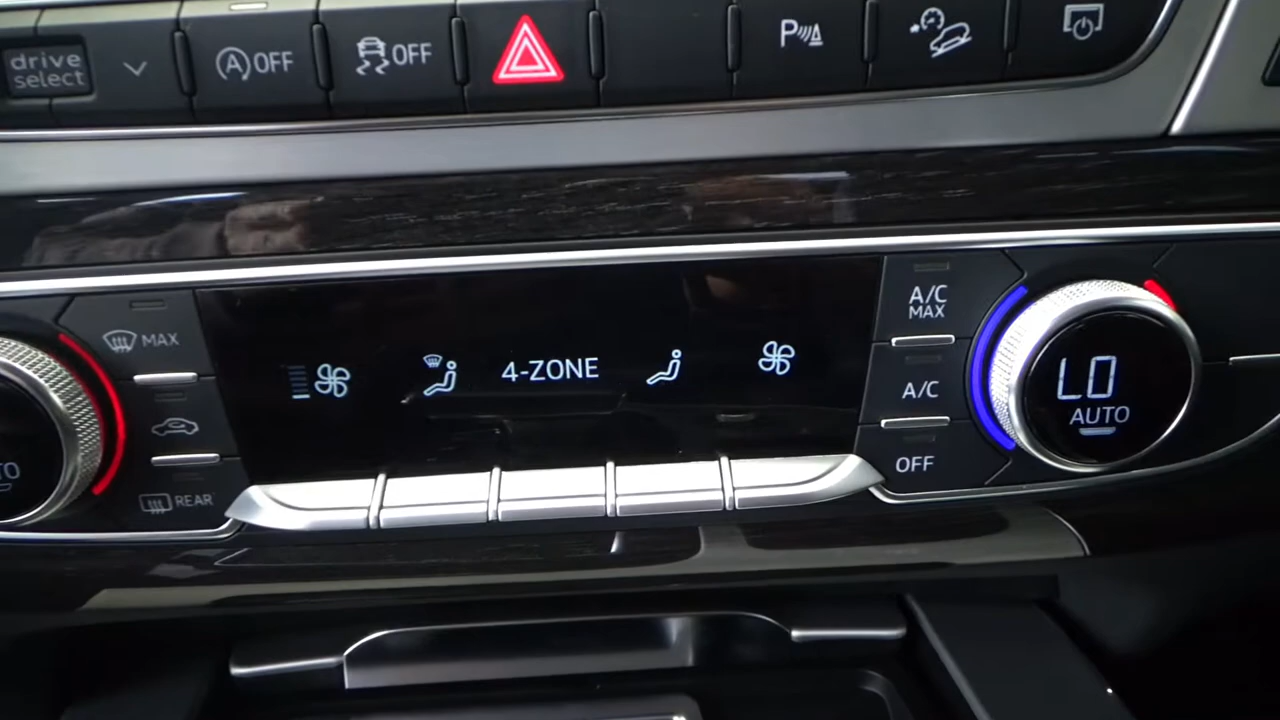 drive
select
A OFF
OFF
P
MAX
REAR
4-ZONE
A/C
MAX
A/C
OFF
LO
AUTO